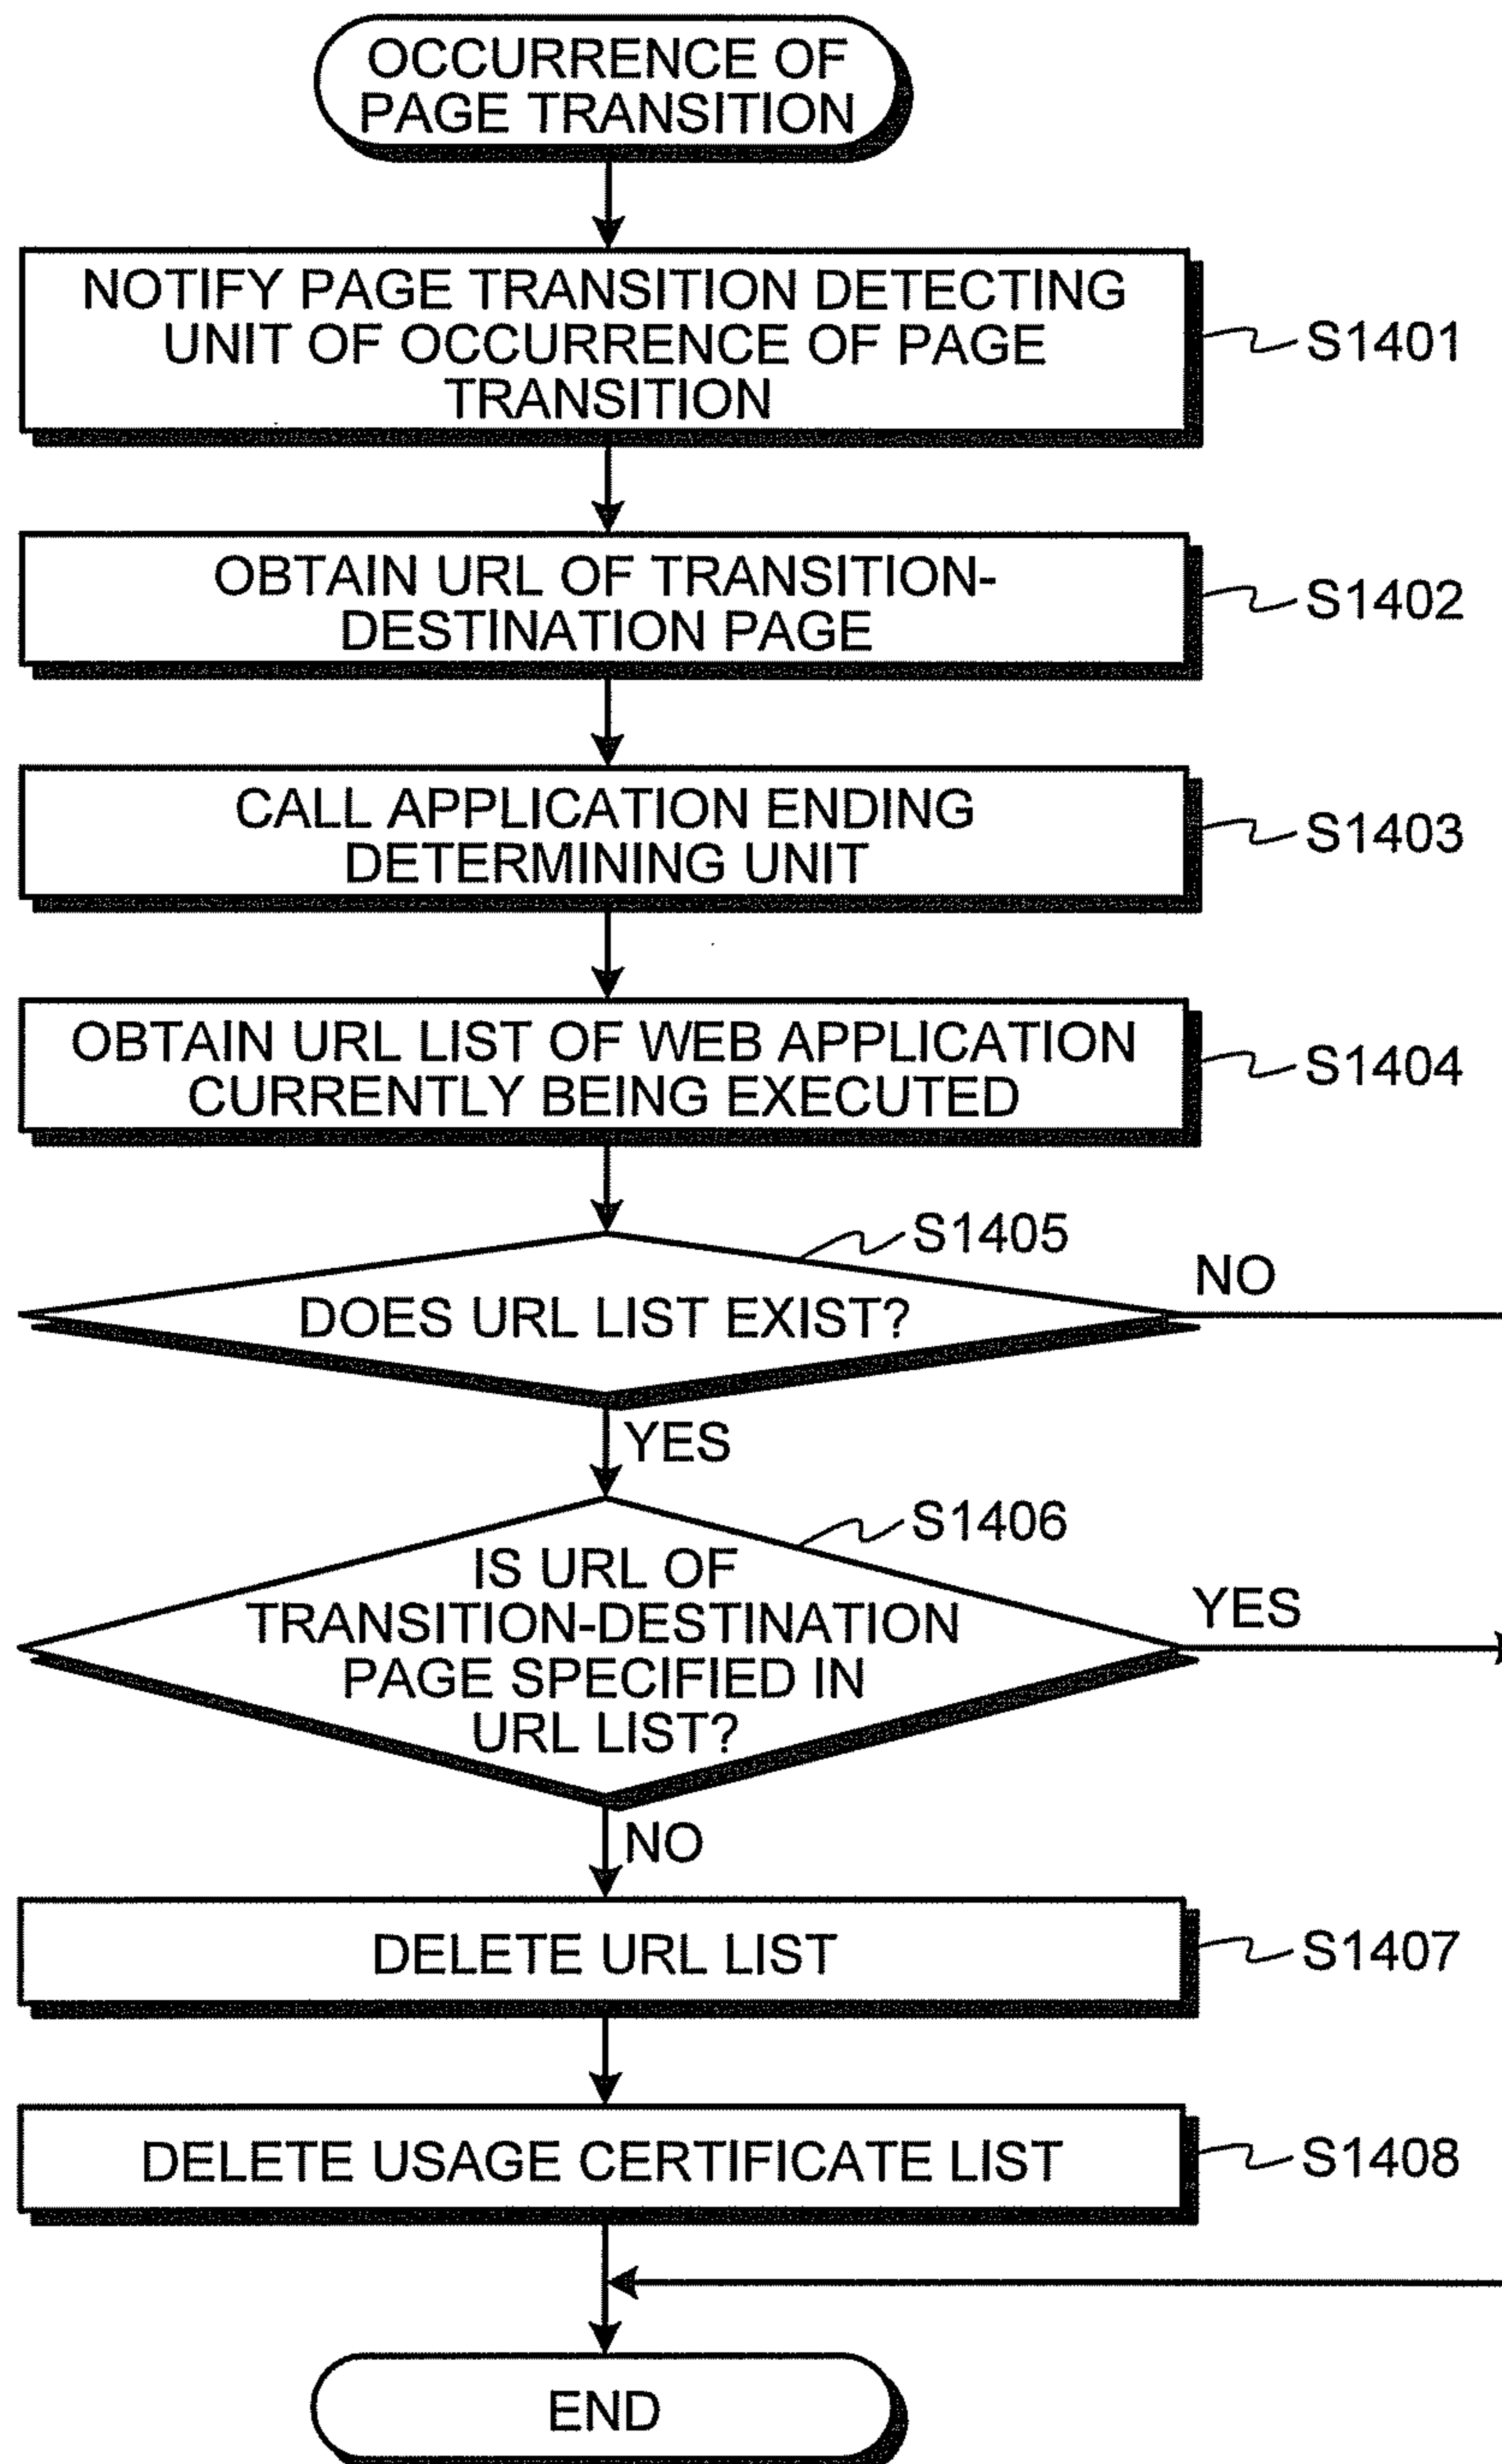 OCCURRENCE OF
PAGE TRANSITION
NOTIFY PAGE TRANSITION DETECTING
UNIT OF OCCURRENCE OF PAGE
TRANSITION
S1401
OBTAIN URL OF TRANSITION-
DESTINATION PAGE
S1402
CALL APPLICATION ENDING
DETERMINING UNIT
S1403
OBTAIN URL LIST OF WEB APPLICATION
CURRENTLY BEING EXECUTED
S1404
S1405
DOES URL LIST EXIST?
NO
YES
S1406
IS URL OF
TRANSITION-DESTINATION
PAGE SPECIFIED IN
URL LIST?
YES
NO
DELETE URL LIST
S1407
DELETE USAGE CERTIFICATE LIST
S1408
END